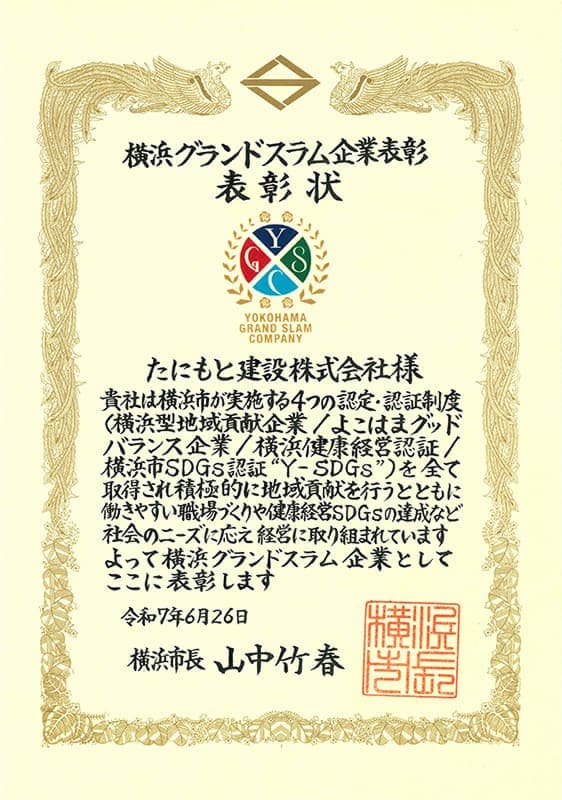 横浜グランドスラム企業表彰
表彰状
Y
G S
C
YOKOHAMA
GRAND SLAM
COMPANY
たにもと建設株式会社様
貴社は横浜市が実施する4つの認定・認証制度
(横浜型地域貢献企業/よこはまグッド
バランス企業/横浜健康経営認証/
横浜市SDGs認証“Y-SDGs”)を全て
取得され積極的に地域貢献を行うとともに
働きやすい職場づくりや健康経営SDGsの達成など
社会のニーズに応え経営に取り組まれています
よって横浜グランドスラム企業として
ここに表彰します
令和7年6月26日
横浜市長 山中竹春
横浜市長